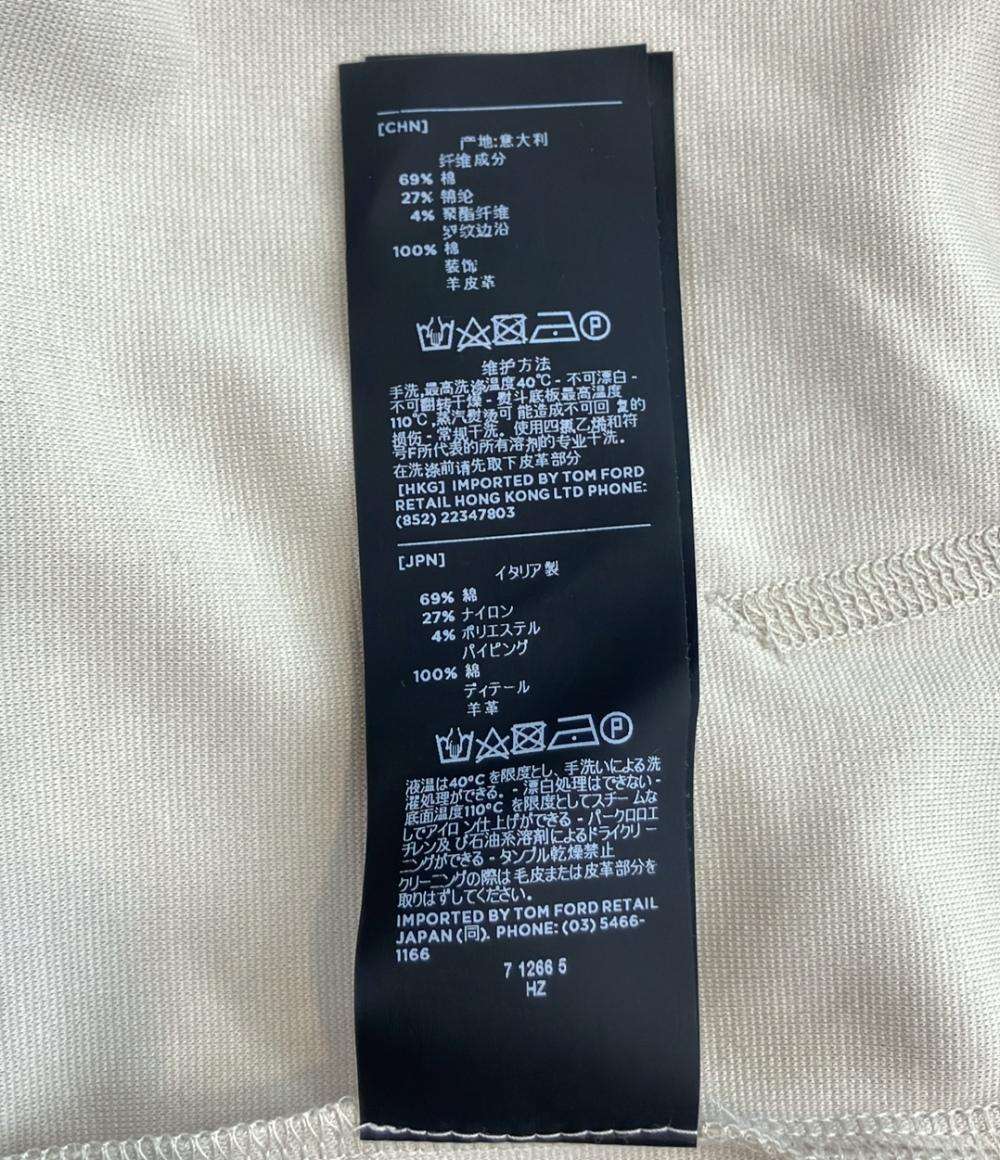 [CHN]
产地:意大利
纤维成分
69% 棉
27% 锦纶
4% 聚酯纤维
罗纹边沿
100% 棉
装饰
羊皮革
P
维护方法
手洗,最高洗涤温度40°C - 不可漂白 -
不可翻转干燥 - 熨斗底板最高温度
110°C,蒸汽熨烫可 能造成不可回 复的
损伤 - 常规干洗。使用四氯乙烯和符
号F所代表的所有溶剂的专业干洗.
在洗涤前请先取下皮革部分
[HKG] IMPORTED BY TOM FORD
RETAIL HONG KONG LTD PHONE:
(852) 22347803
[JPN]
イタリア製
69% 綿
27% ナイロン
4% ポリエステル
パイピング
100% 綿
ディテール
羊革
P
液温は40°C を限度とし、手洗いによる洗
濯処理ができる。 - 漂白処理はできない -
底面温度110°C を限度としてスチームな
しでアイロン仕上げができる - パークロロエ
チレン及び石油系溶剤によるドライクリー
ニングができる - タンブル乾燥禁止
クリーニングの際は毛皮または皮革部分を
取りはずしてください。
IMPORTED BY TOM FORD RETAIL
JAPAN (同). PHONE: (03) 5466-
1166
7 1266 5
HZ